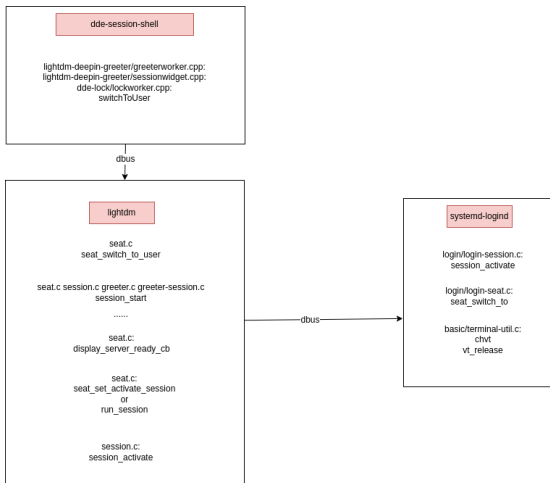 dde-session-shell
lightdm-deepin-greeter/greeterworker.cpp:
lightdm-deepin-greeter/sessionwidget.cpp:
dde-lock/lockworker.cpp:
switchToUser
dbus
lightdm
seat.c
seat_switch_to_user
seat.c session.c greeter.c greeter-session.c
session_start
......
seat.c:
display_server_ready_cb
seat.c:
seat_set_activate_session
or
run_session
session.c:
session_activate
dbus
systemd-logind
login/login-session.c:
session_activate
login/login-seat.c:
seat_switch_to
basic/terminal-util.c:
chvt
vt_release